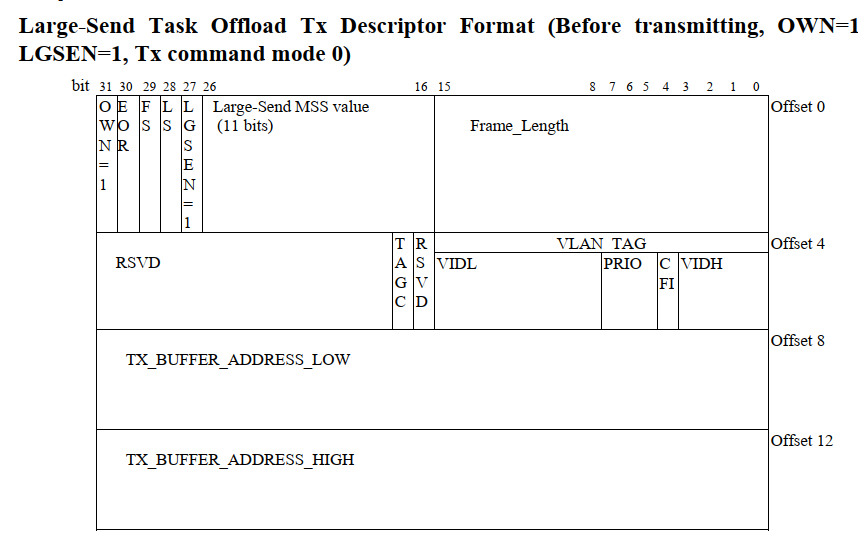 Large-Send Task Offload Tx Descriptor Format (Before transmitting, OWN=1
LGSEN=1, Tx command mode 0)
bit 31 30 29 28 27 26 16 15 8 7 6 5 4 3 2 1 0
OWN=1 EOR FS LS LGSEN=1 Large-Send MSS value (11 bits) Frame_Length Offset 0
RSVD TAGC RSVD VLAN_TAG Offset 4
VIDL PRIO CFI VIDH
TX_BUFFER_ADDRESS_LOW Offset 8
TX_BUFFER_ADDRESS_HIGH Offset 12